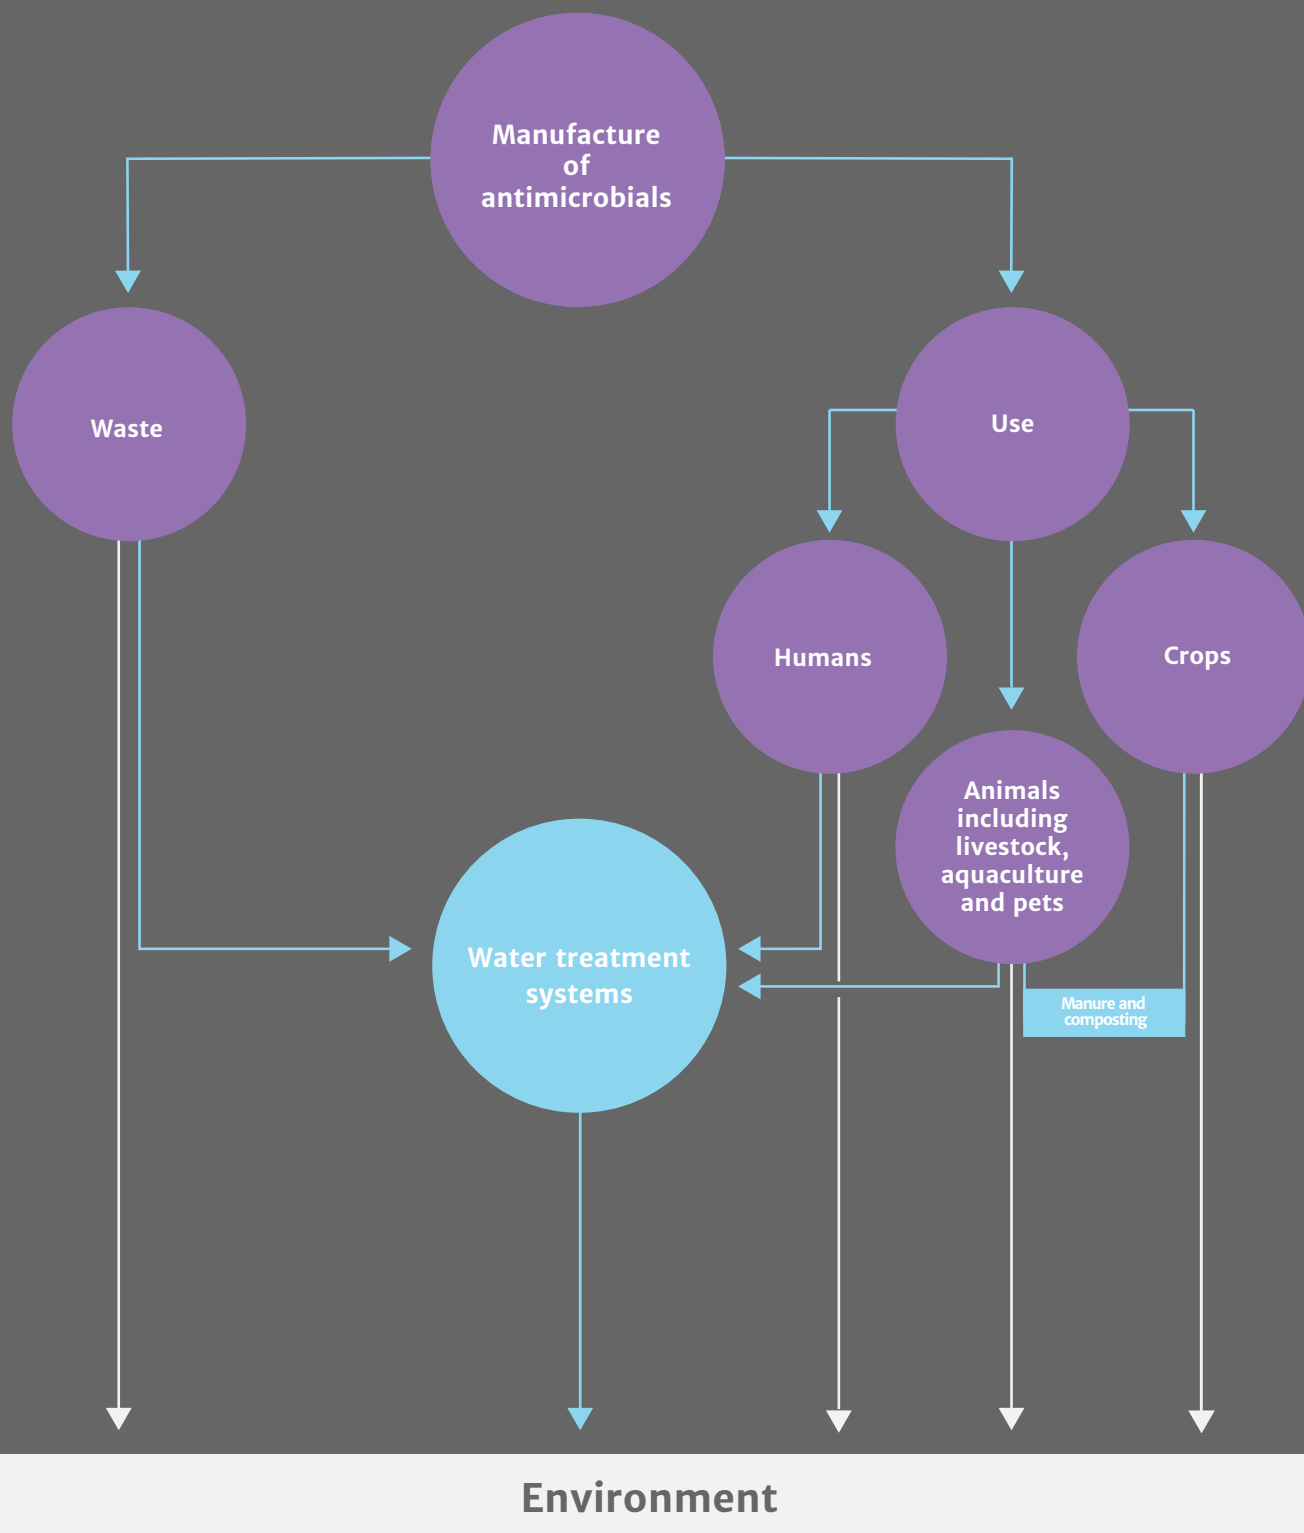 Manufacture
of
antimicrobials
Waste
Use
Humans
Crops
Animals
including
livestock,
aquaculture
and pets
Water treatment
systems
Manure and
composting
Environment